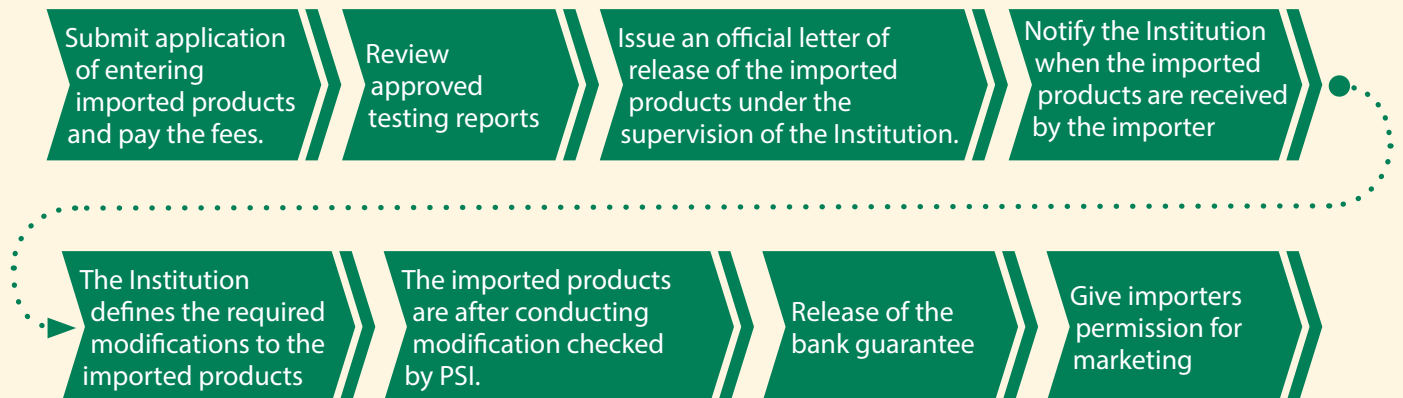 Submit application
of entering
imported products
and pay the fees.
Review
approved
testing reports
Issue an official letter of
release of the imported
products under the
supervision of the Institution.
Notify the Institution
when the imported
products are received
by the importer
The Institution
defines the required
modifications to the
imported products
The imported products
are after conducting
modification checked
by PSI.
Release of the
bank guarantee
Give importers
permission for
marketing